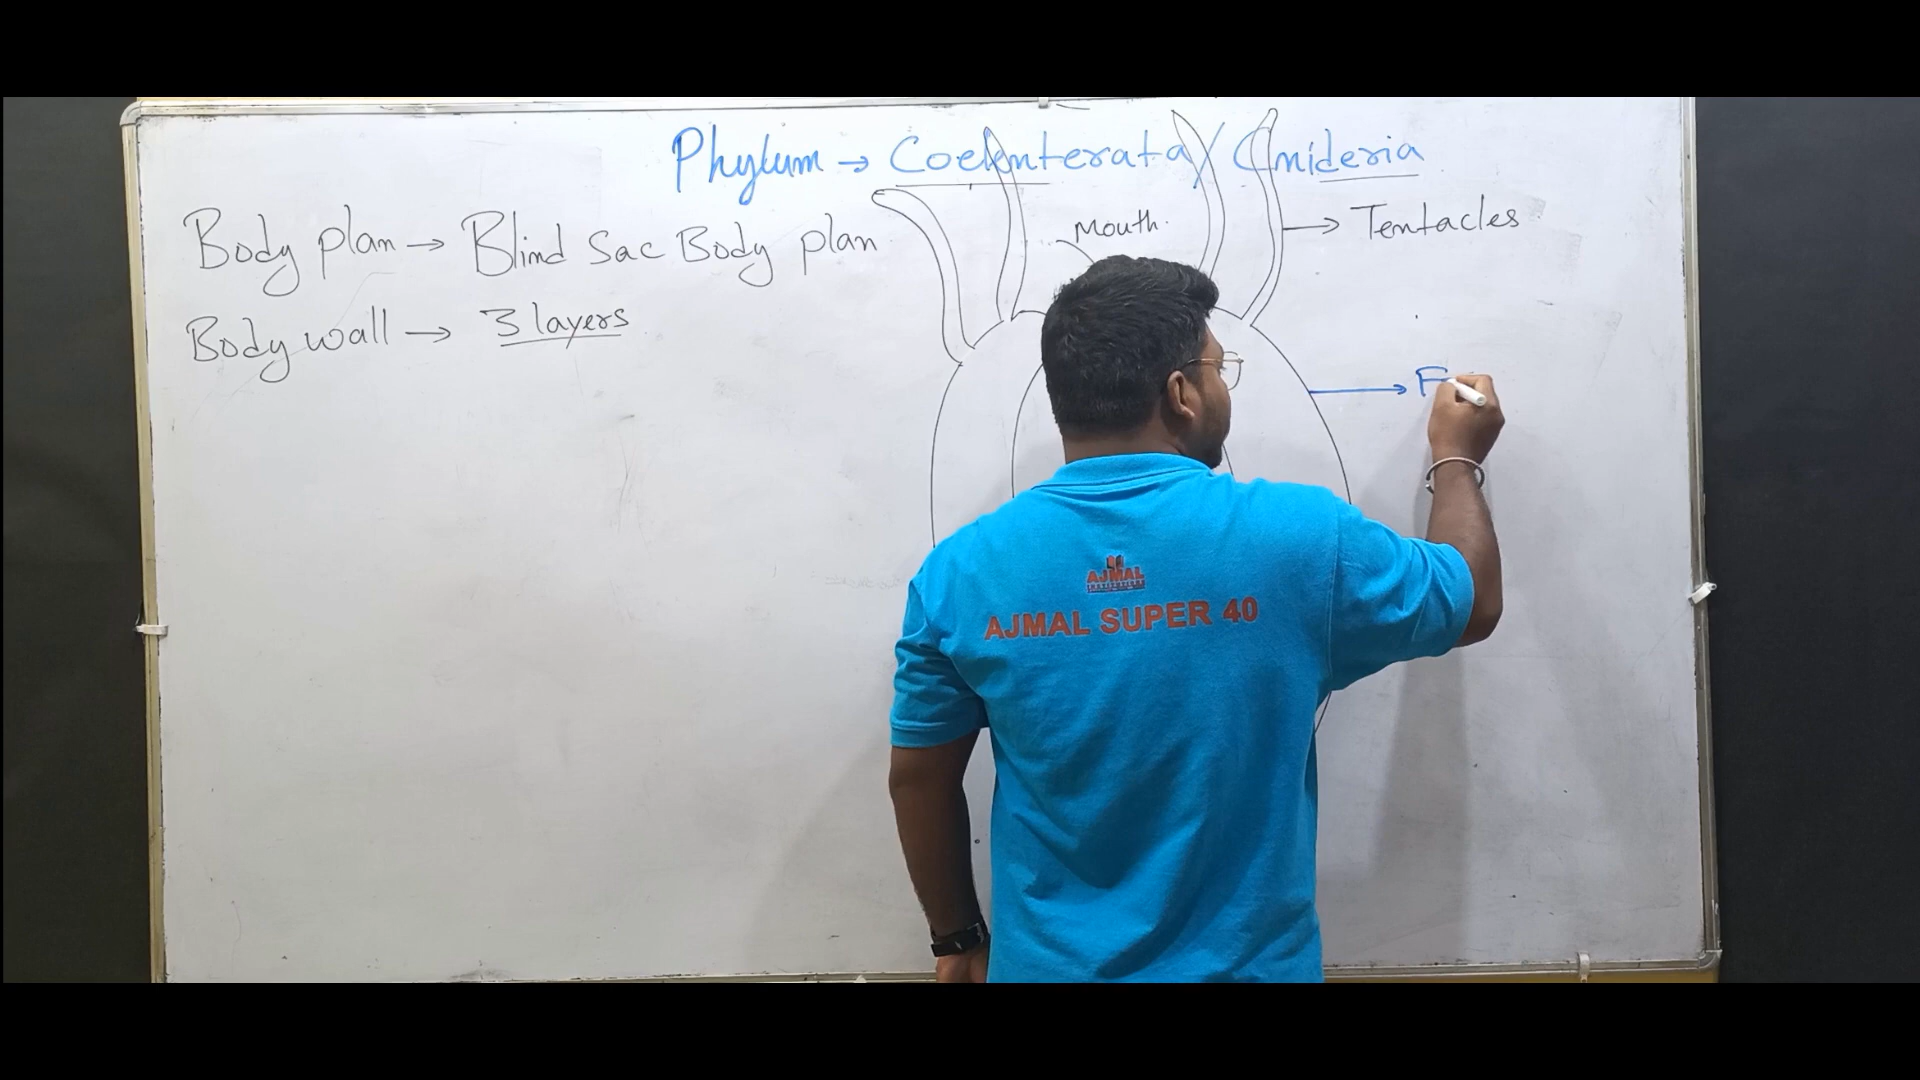 Phylum → Coelenterata / Cnideria
Body plan → Blind Sac Body plan
Mouth
→ Tentacles
Body wall → 3 layers
AJMAL
AJMAL SUPER 40